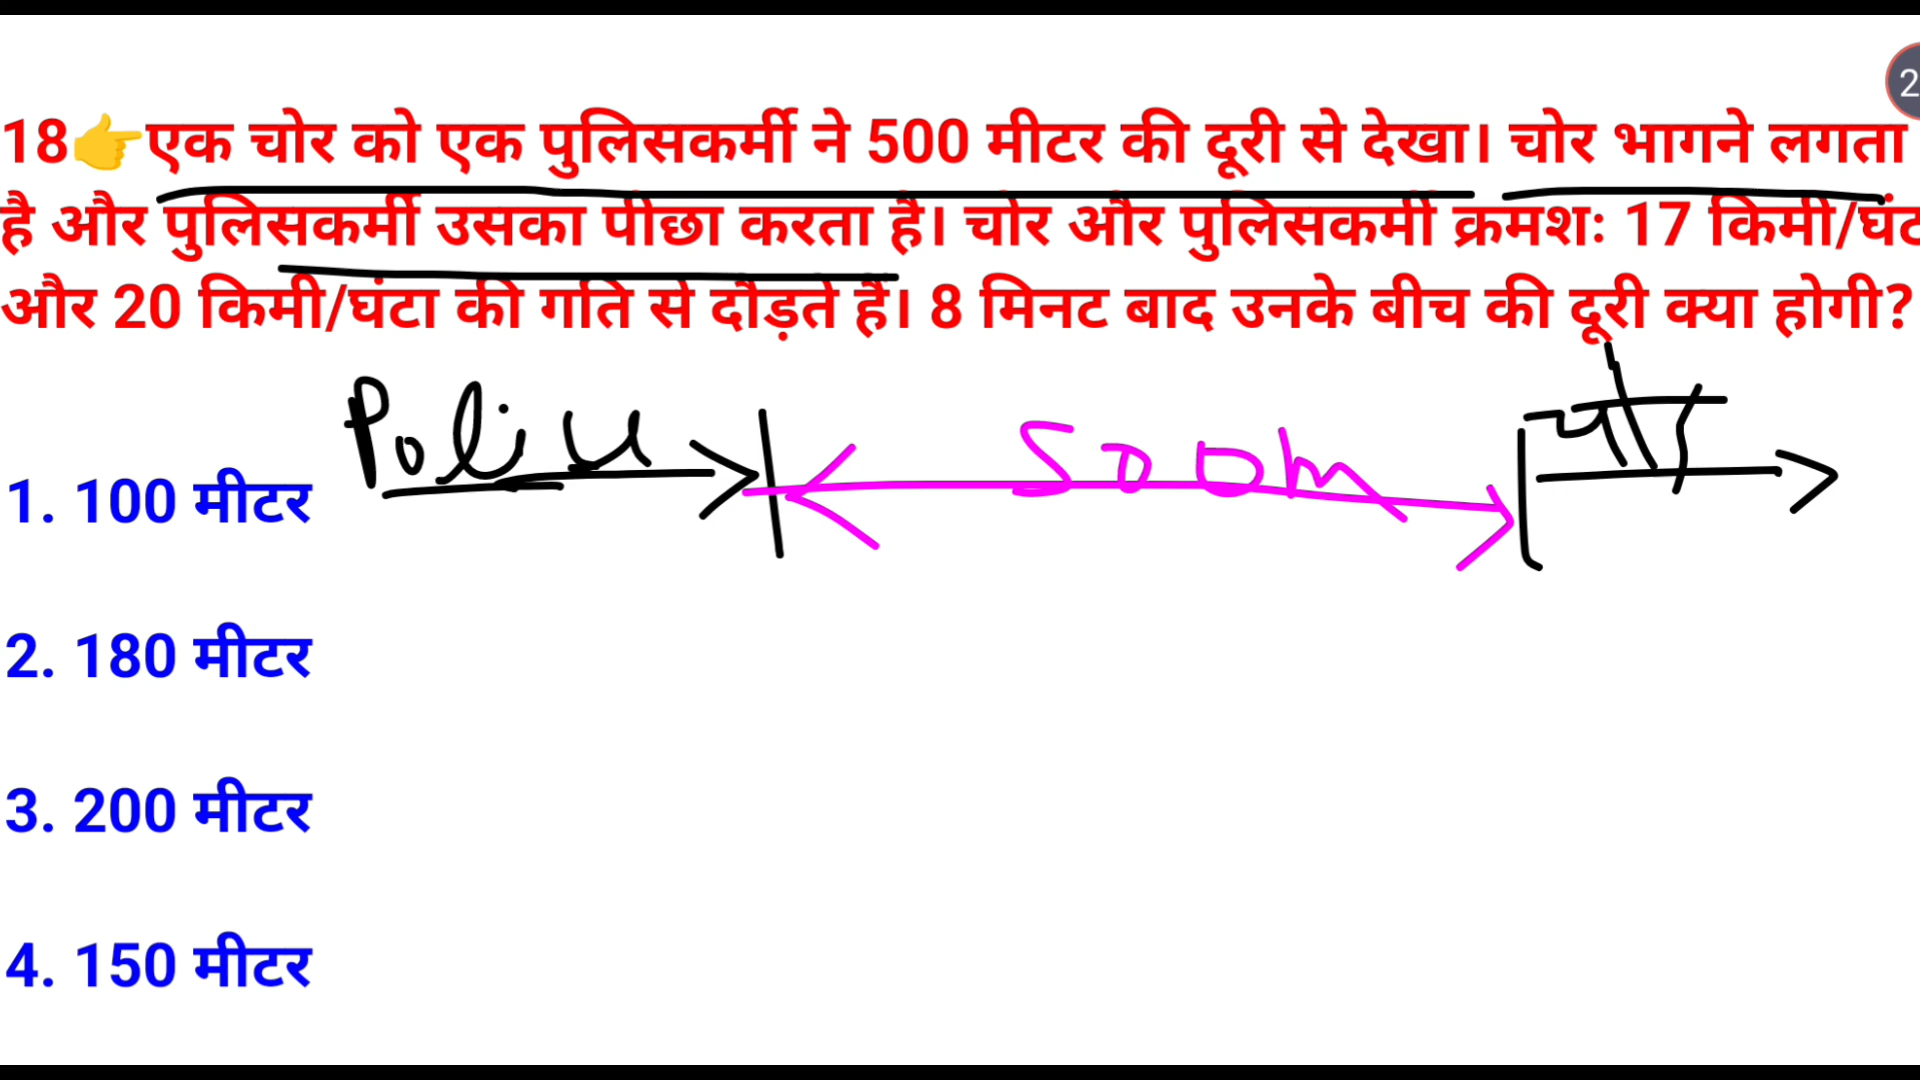 2
18👉एक चोर को एक पुलिसकर्मी ने 500 मीटर की दूरी से देखा। चोर भागने लगता
है और पुलिसकर्मी उसका पीछा करता है। चोर और पुलिसकर्मी क्रमशः 17 किमी/घंट
और 20 किमी/घंटा की गति से दौड़ते हैं। 8 मिनट बाद उनके बीच की दूरी क्या होगी?
Police 500m चोर
1. 100 मीटर
2. 180 मीटर
3. 200 मीटर
4. 150 मीटर